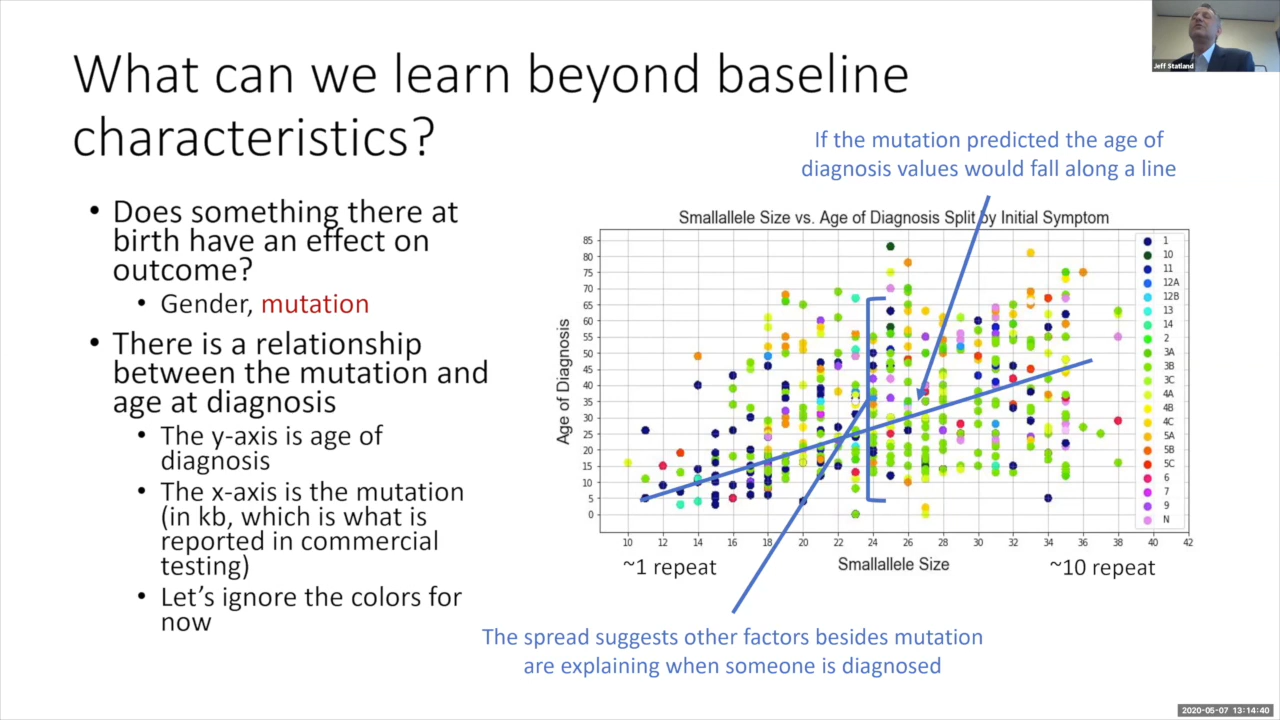 What can we learn beyond baseline
characteristics?
Jeff Statland
• Does something there at
birth have an effect on
outcome?
• Gender, mutation
• There is a relationship
between the mutation and
age at diagnosis
• The y-axis is age of
diagnosis
• The x-axis is the mutation
(in kb, which is what is
reported in commercial
testing)
• Let's ignore the colors for
now
If the mutation predicted the age of
diagnosis values would fall along a line
Smallallele Size vs. Age of Diagnosis Split by Initial Symptom
Age of Diagnosis
85
80
75
70
65
60
55
50
45
40
35
30
25
20
15
10
5
0
1
10
11
12A
12B
13
14
2
3A
3B
3C
4A
4B
4C
5A
5B
5C
6
7
9
N
10 12 14 16 18 20 22 24 26 28 30 32 34 36 38 40 42
~1 repeat Smallallele Size ~10 repeat
The spread suggests other factors besides mutation
are explaining when someone is diagnosed
2020-05-07 13:14:40